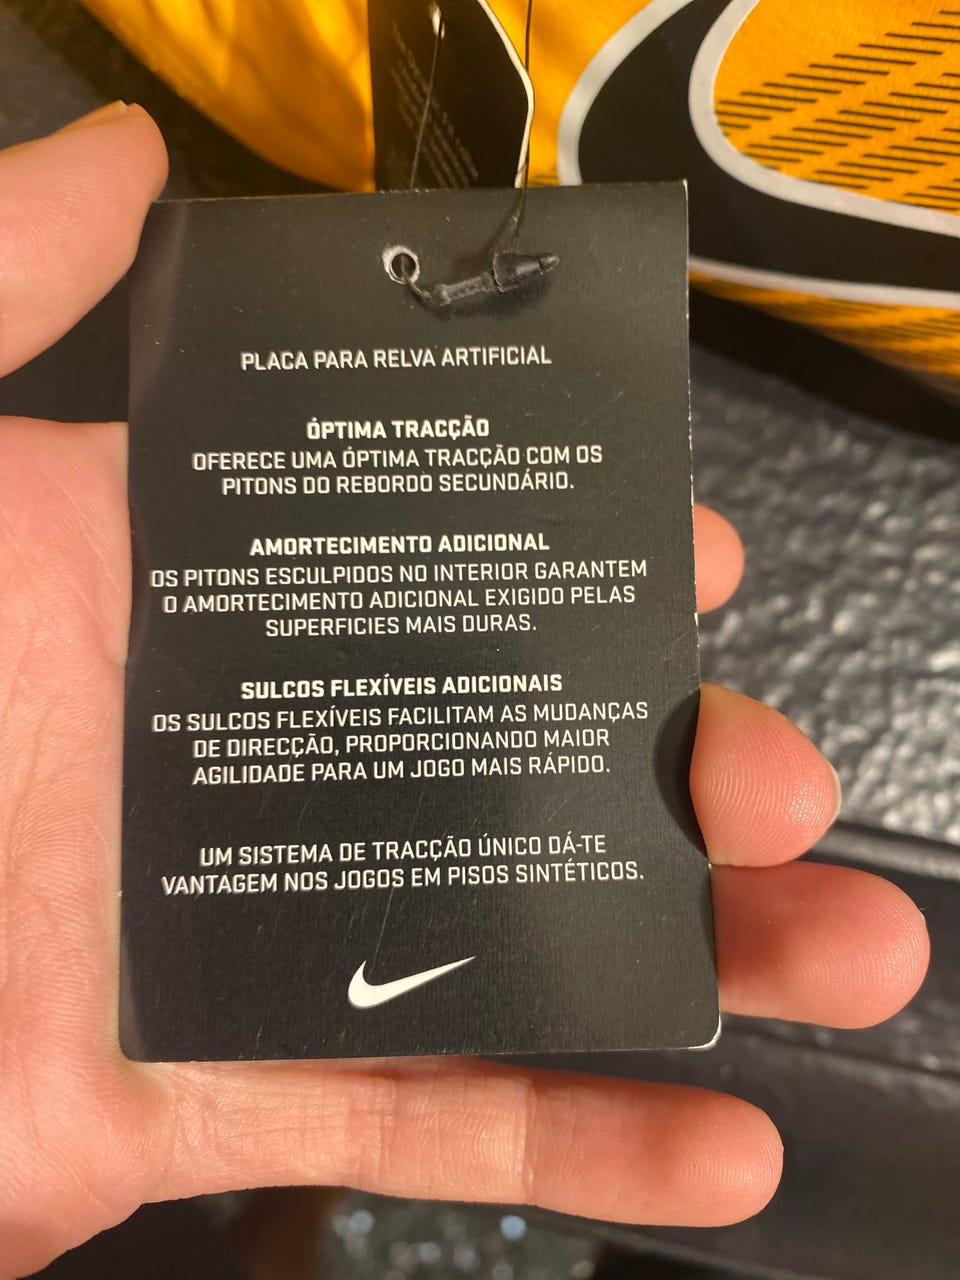 PLACA PARA RELVA ARTIFICIAL
ÓPTIMA TRACÇÃO
OFERECE UMA ÓPTIMA TRACÇÃO COM OS
PITONS DO REBORDO SECUNDÁRIO.
AMORTECIMENTO ADICIONAL
OS PITONS ESCULPIDOS NO INTERIOR GARANTEM
O AMORTECIMENTO ADICIONAL EXIGIDO PELAS
SUPERFICIES MAIS DURAS.
SULCOS FLEXÍVEIS ADICIONAIS
OS SULCOS FLEXÍVEIS FACILITAM AS MUDANÇAS
DE DIRECÇÃO, PROPORCIONANDO MAIOR
AGILIDADE PARA UM JOGO MAIS RÁPIDO.
UM SISTEMA DE TRACÇÃO ÚNICO DÁ-TE
VANTAGEM NOS JOGOS EM PISOS SINTÉTICOS.